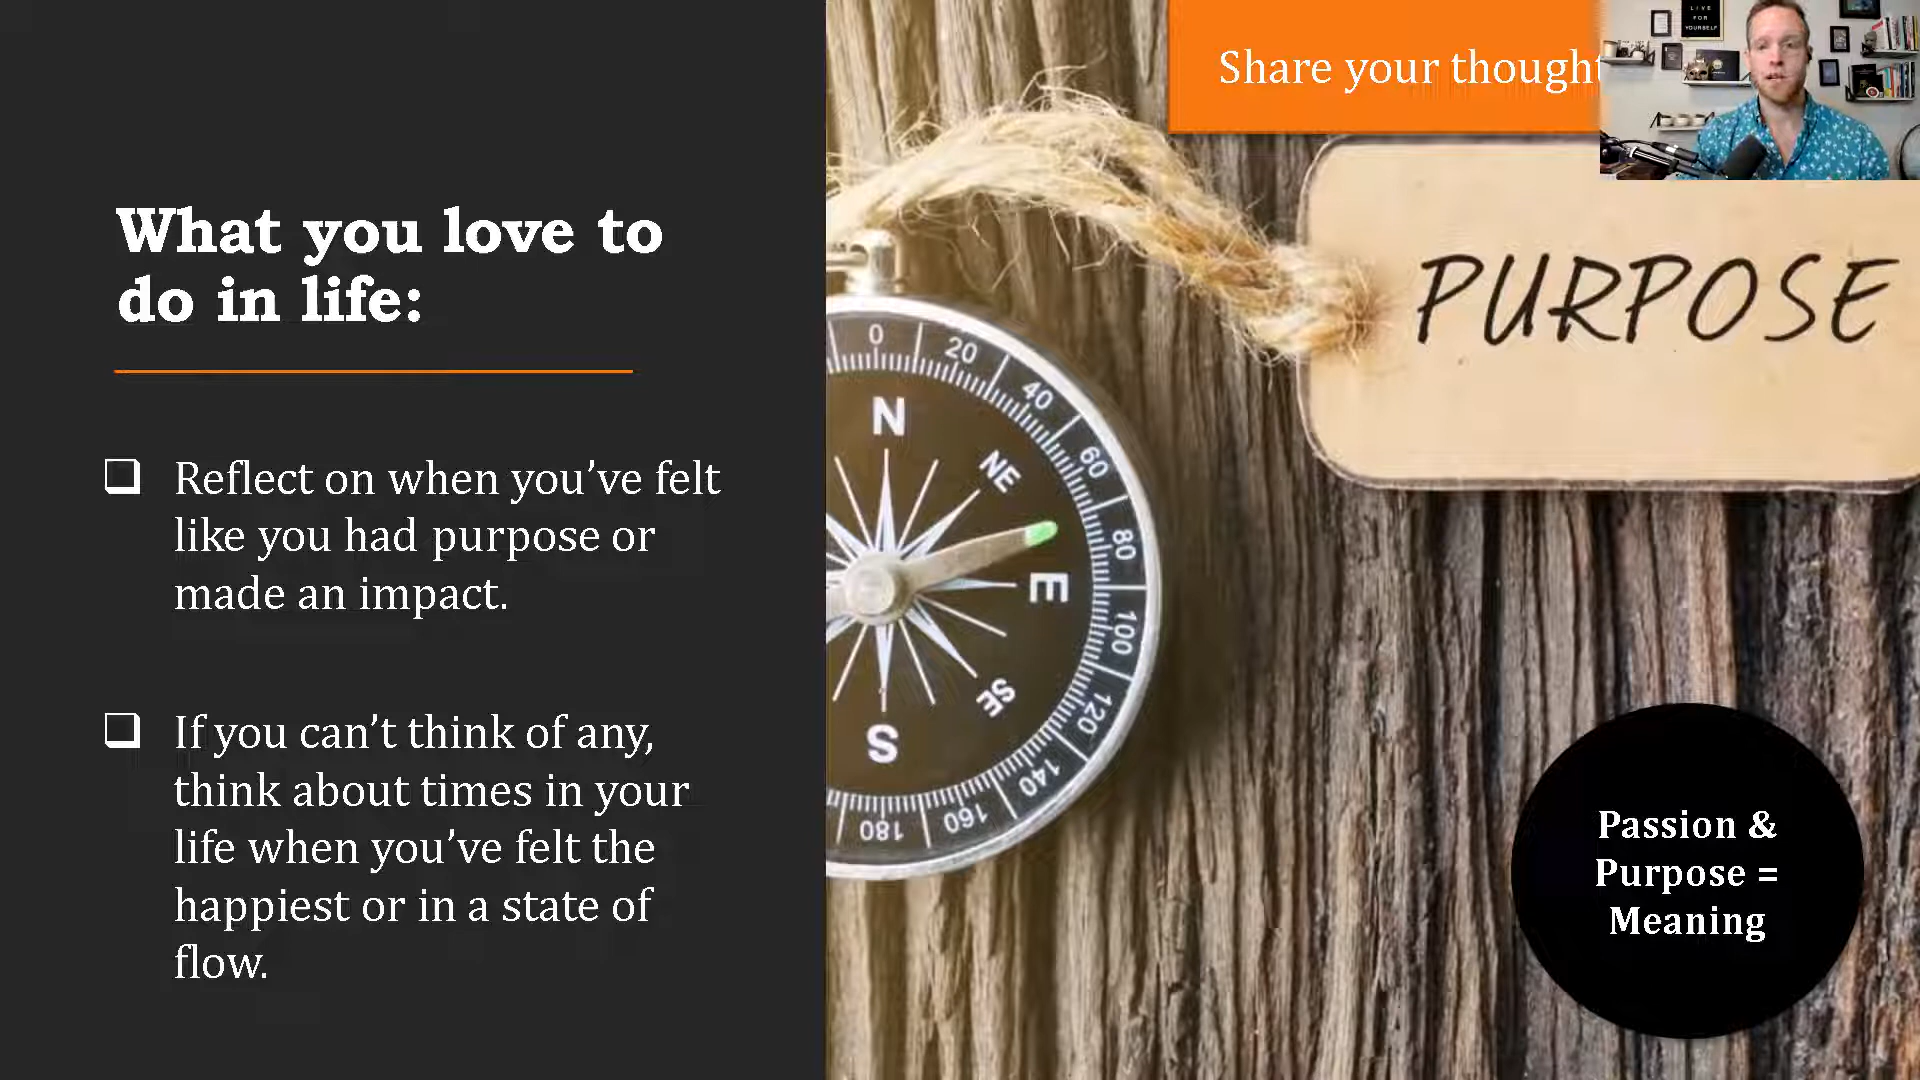 What you love to
do in life:
Reflect on when you’ve felt
like you had purpose or
made an impact.
If you can’t think of any,
think about times in your
life when you’ve felt the
happiest or in a state of
flow.
Share your thought
LIVE
FOR
YOURSELF
PURPOSE
0
20
40
60
80
100
120
140
160
180
N
NE
E
SE
S
Passion &
Purpose =
Meaning